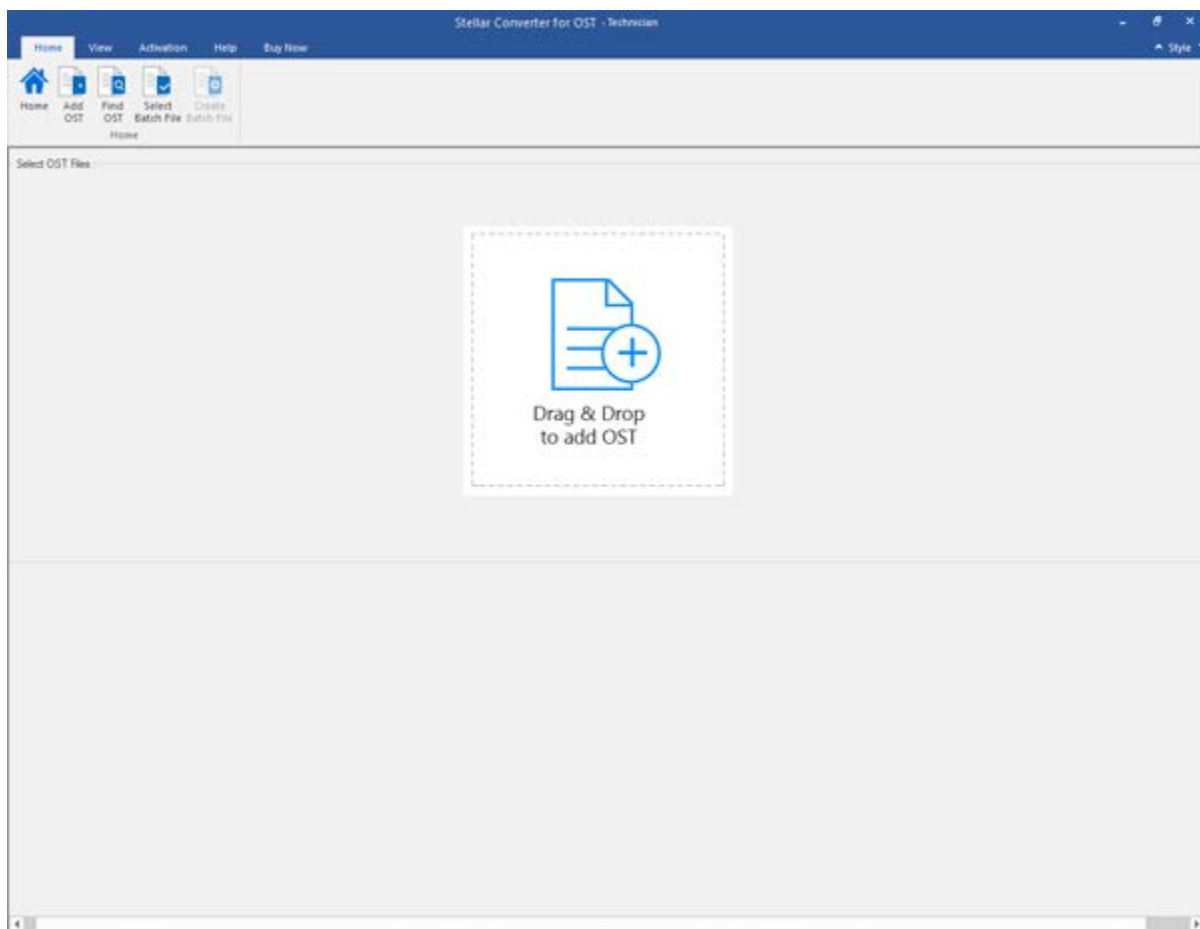 Stellar Converter for OST - Technician
Home View Activation Help Buy Now Style
Home Add OST Find OST Select Batch File Create Batch File
Home
Select OST Files
Drag & Drop
to add OST